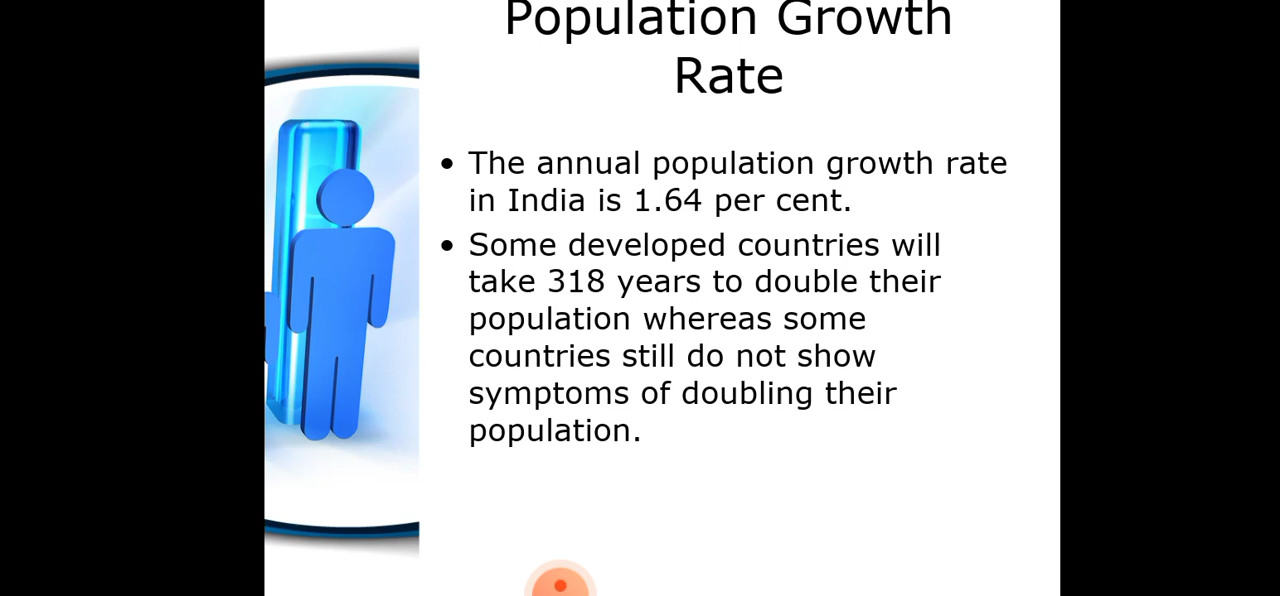 Population Growth
Rate
• The annual population growth rate
in India is 1.64 per cent.
• Some developed countries will
take 318 years to double their
population whereas some
countries still do not show
symptoms of doubling their
population.